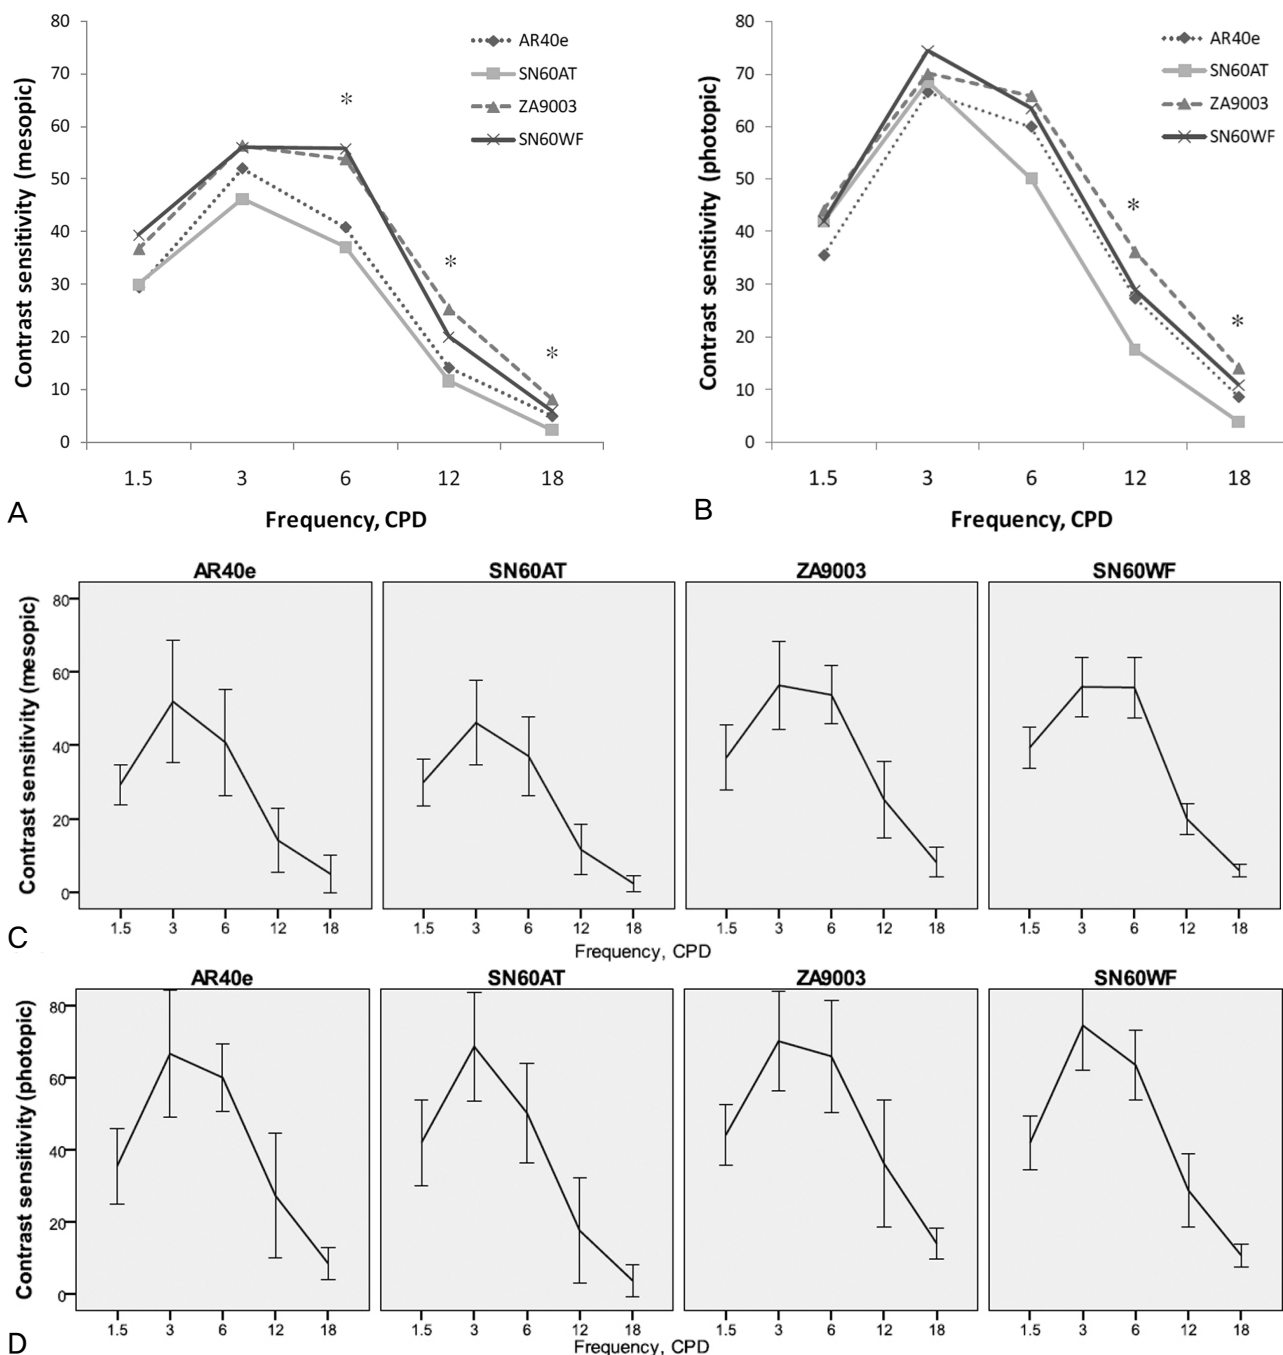 80
70
60
50
40
30
20
10
0
Contrast sensitivity (mesopic)
AR40e
SN60AT
ZA9003
SN60WF
*
*
*
1.5 3 6 12 18
Frequency, CPD
A
80
70
60
50
40
30
20
10
0
Contrast sensitivity (photopic)
AR40e
SN60AT
ZA9003
SN60WF
*
*
1.5 3 6 12 18
Frequency, CPD
B
AR40e SN60AT ZA9003 SN60WF
80
60
40
20
0
Contrast sensitivity (mesopic)
1.5 3 6 12 18 1.5 3 6 12 18 1.5 3 6 12 18 1.5 3 6 12 18
Frequency, CPD
C
AR40e SN60AT ZA9003 SN60WF
80
60
40
20
0
Contrast sensitivity (photopic)
1.5 3 6 12 18 1.5 3 6 12 18 1.5 3 6 12 18 1.5 3 6 12 18
Frequency, CPD
D